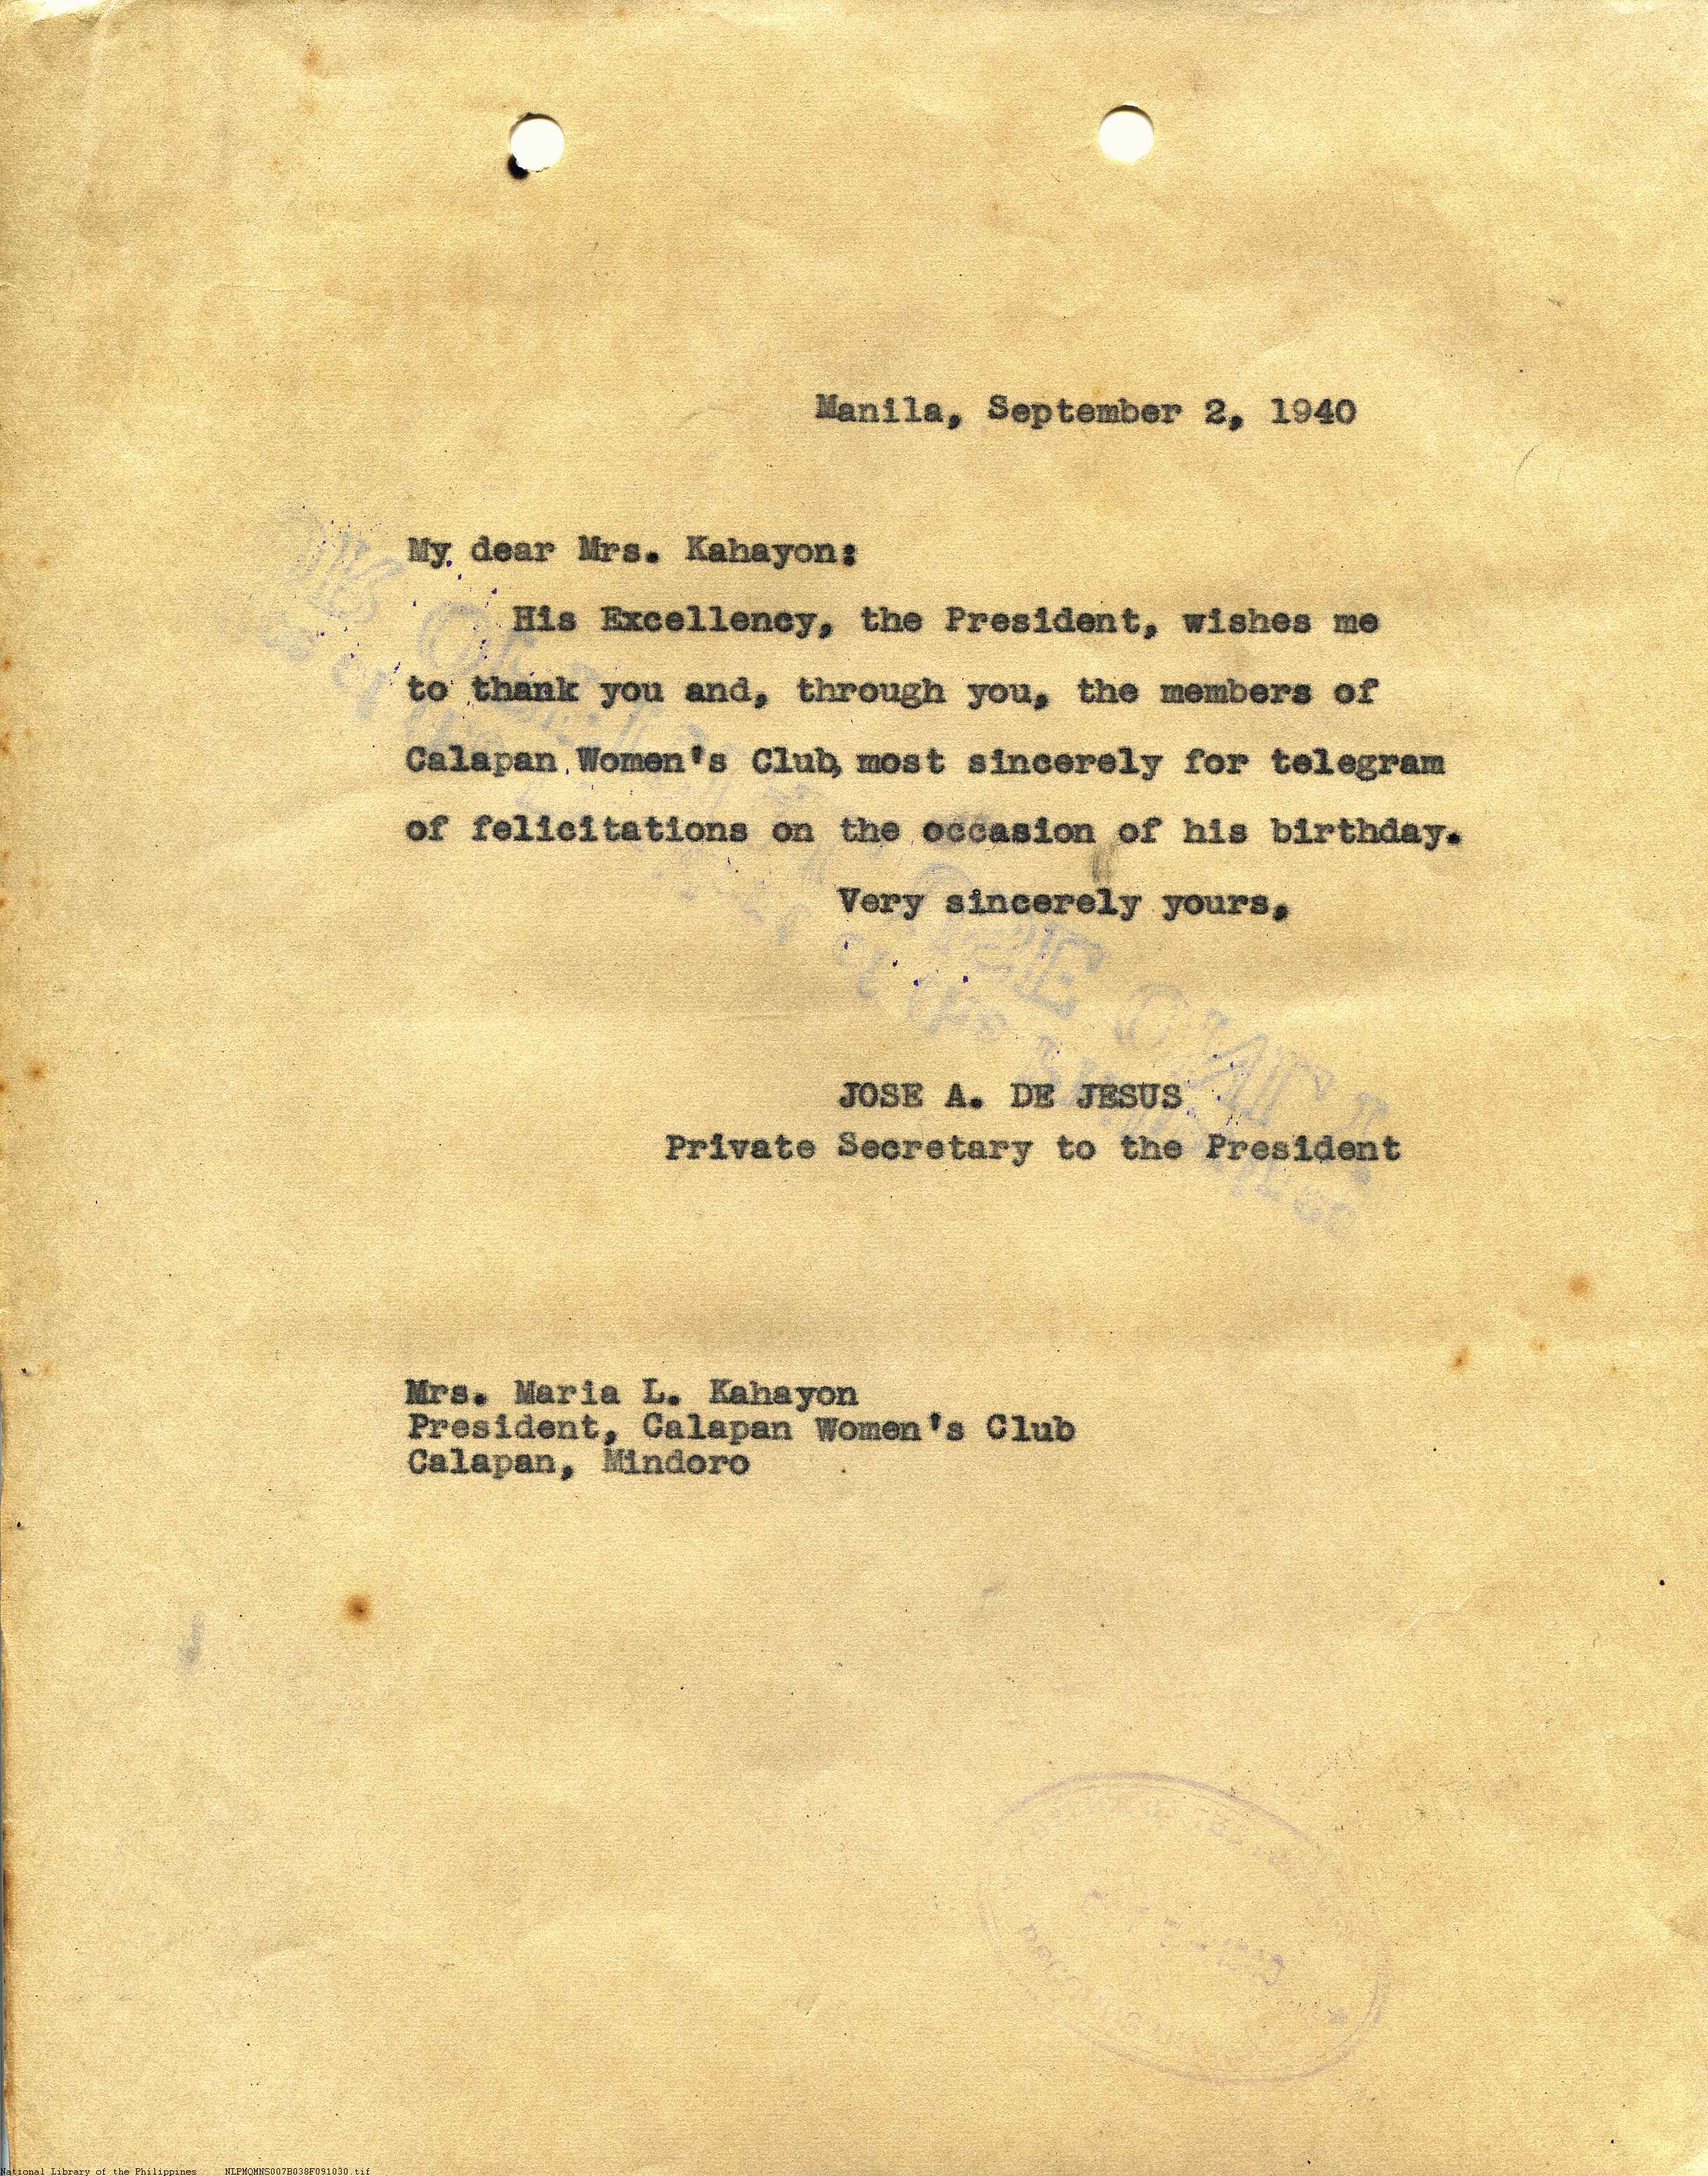 Manila, September 2, 1940
My dear Mrs. Kahayon:
His Excellency, the President, wishes me
to thank you and, through you, the members of
Calapan Women's Club, most sincerely for telegram
of felicitations on the occasion of his birthday.
Very sincerely yours,
JOSE A. DE JESUS
Private Secretary to the President
Mrs. Maria L. Kahayon
President, Calapan Women's Club
Calapan, Mindoro
National Library of the Philippines NLPMQMNS007B038F091030.tif